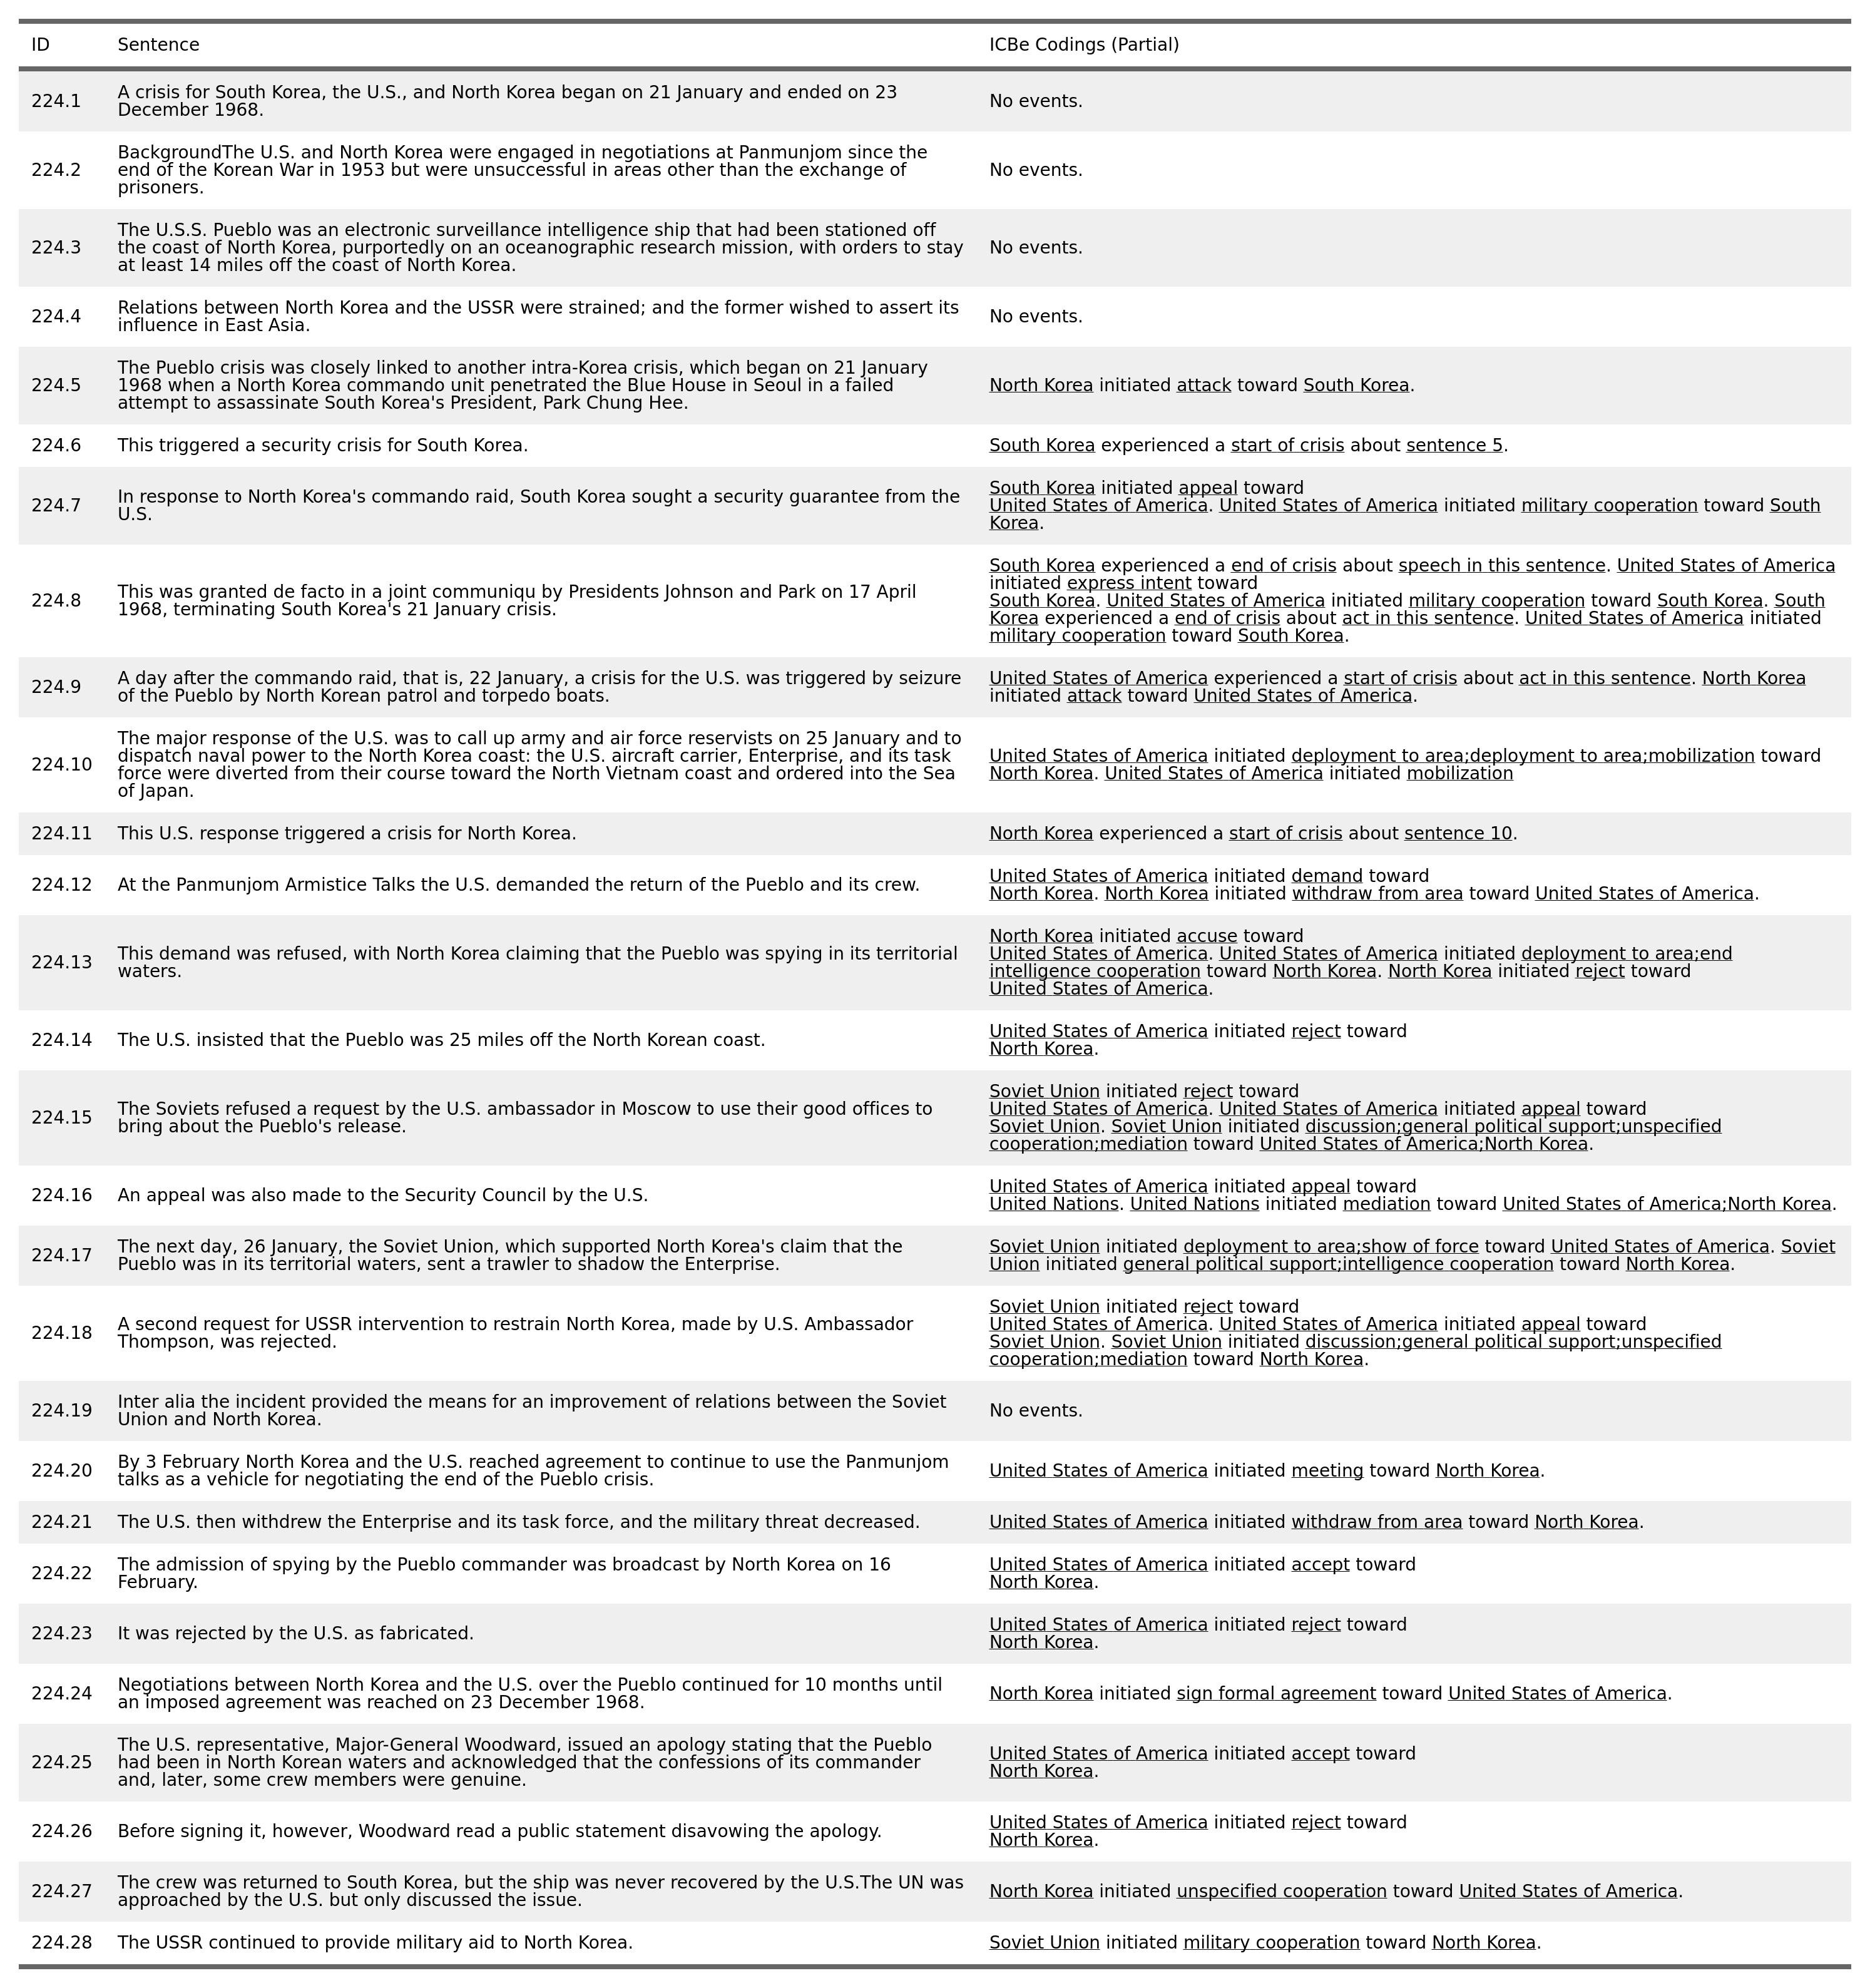 ID Sentence ICBe Codings (Partial)
224.1 A crisis for South Korea, the U.S., and North Korea began on 21 January and ended on 23
December 1968.
No events.
224.2 BackgroundThe U.S. and North Korea were engaged in negotiations at Panmunjom since the
end of the Korean War in 1953 but were unsuccessful in areas other than the exchange of
prisoners.
No events.
224.3 The U.S.S. Pueblo was an electronic surveillance intelligence ship that had been stationed off
the coast of North Korea, purportedly on an oceanographic research mission, with orders to stay
at least 14 miles off the coast of North Korea.
No events.
224.4 Relations between North Korea and the USSR were strained; and the former wished to assert its
influence in East Asia.
No events.
224.5 The Pueblo crisis was closely linked to another intra-Korea crisis, which began on 21 January
1968 when a North Korea commando unit penetrated the Blue House in Seoul in a failed
attempt to assassinate South Korea's President, Park Chung Hee.
North Korea initiated attack toward South Korea.
224.6 This triggered a security crisis for South Korea.
South Korea experienced a start of crisis about sentence 5.
224.7 In response to North Korea's commando raid, South Korea sought a security guarantee from the
U.S.
South Korea initiated appeal toward
United States of America. United States of America initiated military cooperation toward South
Korea.
224.8 This was granted de facto in a joint communiqu by Presidents Johnson and Park on 17 April
1968, terminating South Korea's 21 January crisis.
South Korea experienced a end of crisis about speech in this sentence. United States of America
initiated express intent toward
South Korea. United States of America initiated military cooperation toward South Korea. South
Korea experienced a end of crisis about act in this sentence. United States of America initiated
military cooperation toward South Korea.
224.9 A day after the commando raid, that is, 22 January, a crisis for the U.S. was triggered by seizure
of the Pueblo by North Korean patrol and torpedo boats.
United States of America experienced a start of crisis about act in this sentence. North Korea
initiated attack toward United States of America.
224.10 The major response of the U.S. was to call up army and air force reservists on 25 January and to
dispatch naval power to the North Korea coast: the U.S. aircraft carrier, Enterprise, and its task
force were diverted from their course toward the North Vietnam coast and ordered into the Sea
of Japan.
United States of America initiated deployment to area;deployment to area;mobilization toward
North Korea. United States of America initiated mobilization
224.11 This U.S. response triggered a crisis for North Korea.
North Korea experienced a start of crisis about sentence 10.
224.12 At the Panmunjom Armistice Talks the U.S. demanded the return of the Pueblo and its crew.
United States of America initiated demand toward
North Korea. North Korea initiated withdraw from area toward United States of America.
224.13 This demand was refused, with North Korea claiming that the Pueblo was spying in its territorial
waters.
North Korea initiated accuse toward
United States of America. United States of America initiated deployment to area;end
intelligence cooperation toward North Korea. North Korea initiated reject toward
United States of America.
224.14 The U.S. insisted that the Pueblo was 25 miles off the North Korean coast.
United States of America initiated reject toward
North Korea.
224.15 The Soviets refused a request by the U.S. ambassador in Moscow to use their good offices to
bring about the Pueblo's release.
Soviet Union initiated reject toward
United States of America. United States of America initiated appeal toward
Soviet Union. Soviet Union initiated discussion;general political support;unspecified
cooperation;mediation toward United States of America;North Korea.
224.16 An appeal was also made to the Security Council by the U.S.
United States of America initiated appeal toward
United Nations. United Nations initiated mediation toward United States of America;North Korea.
224.17 The next day, 26 January, the Soviet Union, which supported North Korea's claim that the
Pueblo was in its territorial waters, sent a trawler to shadow the Enterprise.
Soviet Union initiated deployment to area;show of force toward United States of America. Soviet
Union initiated general political support;intelligence cooperation toward North Korea.
224.18 A second request for USSR intervention to restrain North Korea, made by U.S. Ambassador
Thompson, was rejected.
Soviet Union initiated reject toward
United States of America. United States of America initiated appeal toward
Soviet Union. Soviet Union initiated discussion;general political support;unspecified
cooperation;mediation toward North Korea.
224.19 Inter alia the incident provided the means for an improvement of relations between the Soviet
Union and North Korea.
No events.
224.20 By 3 February North Korea and the U.S. reached agreement to continue to use the Panmunjom
talks as a vehicle for negotiating the end of the Pueblo crisis.
United States of America initiated meeting toward North Korea.
224.21 The U.S. then withdrew the Enterprise and its task force, and the military threat decreased.
United States of America initiated withdraw from area toward North Korea.
224.22 The admission of spying by the Pueblo commander was broadcast by North Korea on 16
February.
United States of America initiated accept toward
North Korea.
224.23 It was rejected by the U.S. as fabricated.
United States of America initiated reject toward
North Korea.
224.24 Negotiations between North Korea and the U.S. over the Pueblo continued for 10 months until
an imposed agreement was reached on 23 December 1968.
North Korea initiated sign formal agreement toward United States of America.
224.25 The U.S. representative, Major-General Woodward, issued an apology stating that the Pueblo
had been in North Korean waters and acknowledged that the confessions of its commander
and, later, some crew members were genuine.
United States of America initiated accept toward
North Korea.
224.26 Before signing it, however, Woodward read a public statement disavowing the apology.
United States of America initiated reject toward
North Korea.
224.27 The crew was returned to South Korea, but the ship was never recovered by the U.S.The UN was
approached by the U.S. but only discussed the issue.
North Korea initiated unspecified cooperation toward United States of America.
224.28 The USSR continued to provide military aid to North Korea.
Soviet Union initiated military cooperation toward North Korea.